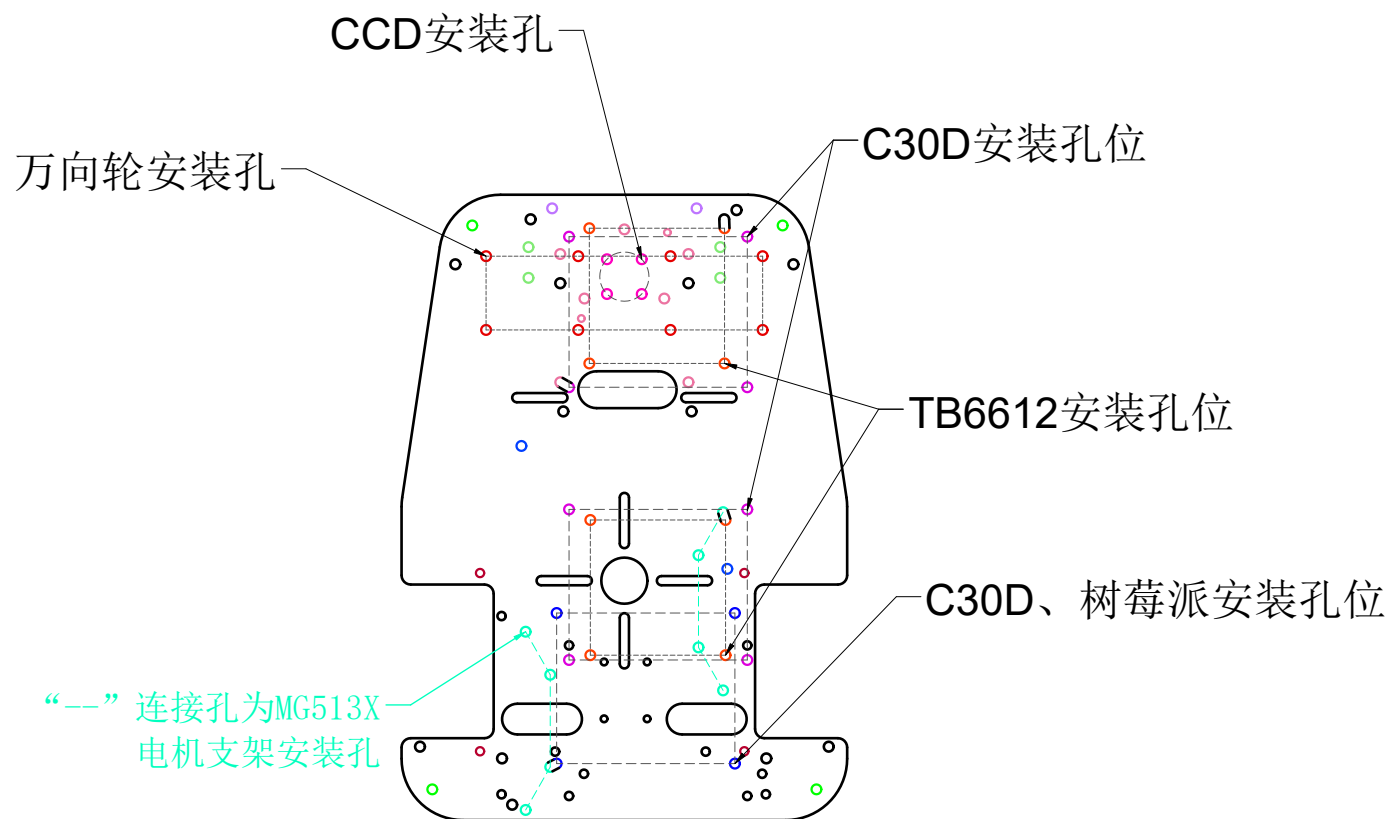 CCD安装孔
C30D安装孔位
万向轮安装孔
TB6612安装孔位
C30D、树莓派安装孔位
“--”连接孔为MG513X
电机支架安装孔